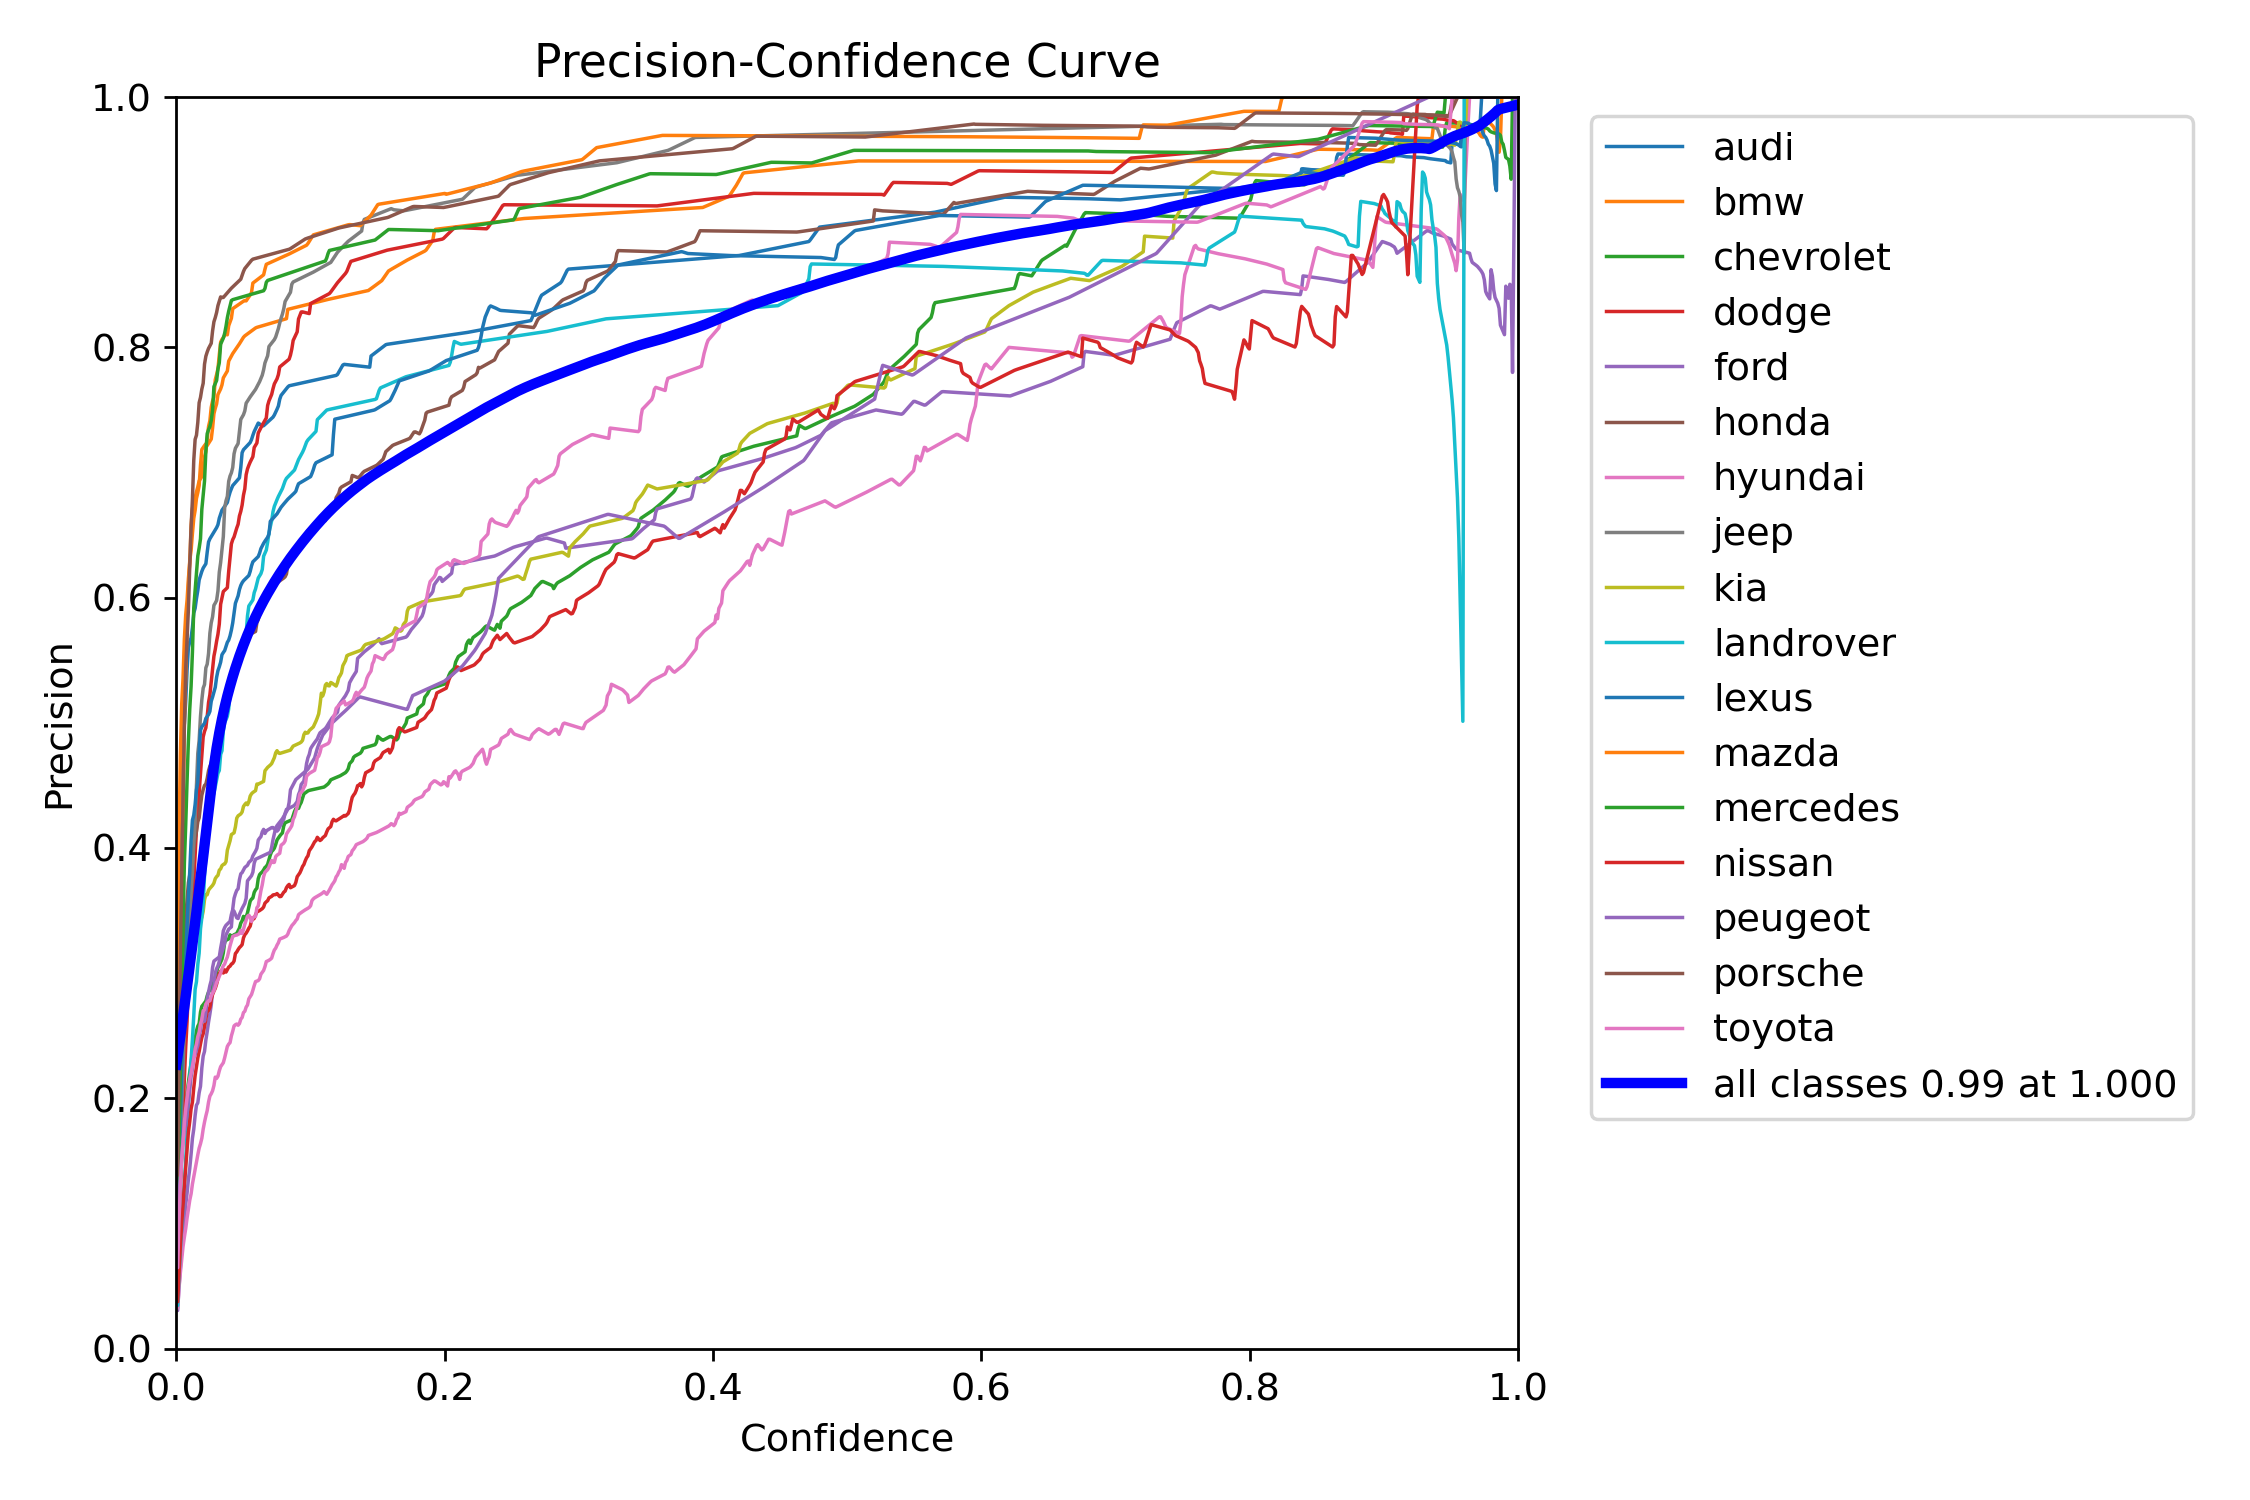 Precision-Confidence Curve
1.0
0.8
0.6
0.4
0.2
0.0
Precision
0.0 0.2 0.4 0.6 0.8 1.0
Confidence
audi
bmw
chevrolet
dodge
ford
honda
hyundai
jeep
kia
landrover
lexus
mazda
mercedes
nissan
peugeot
porsche
toyota
all classes 0.99 at 1.000